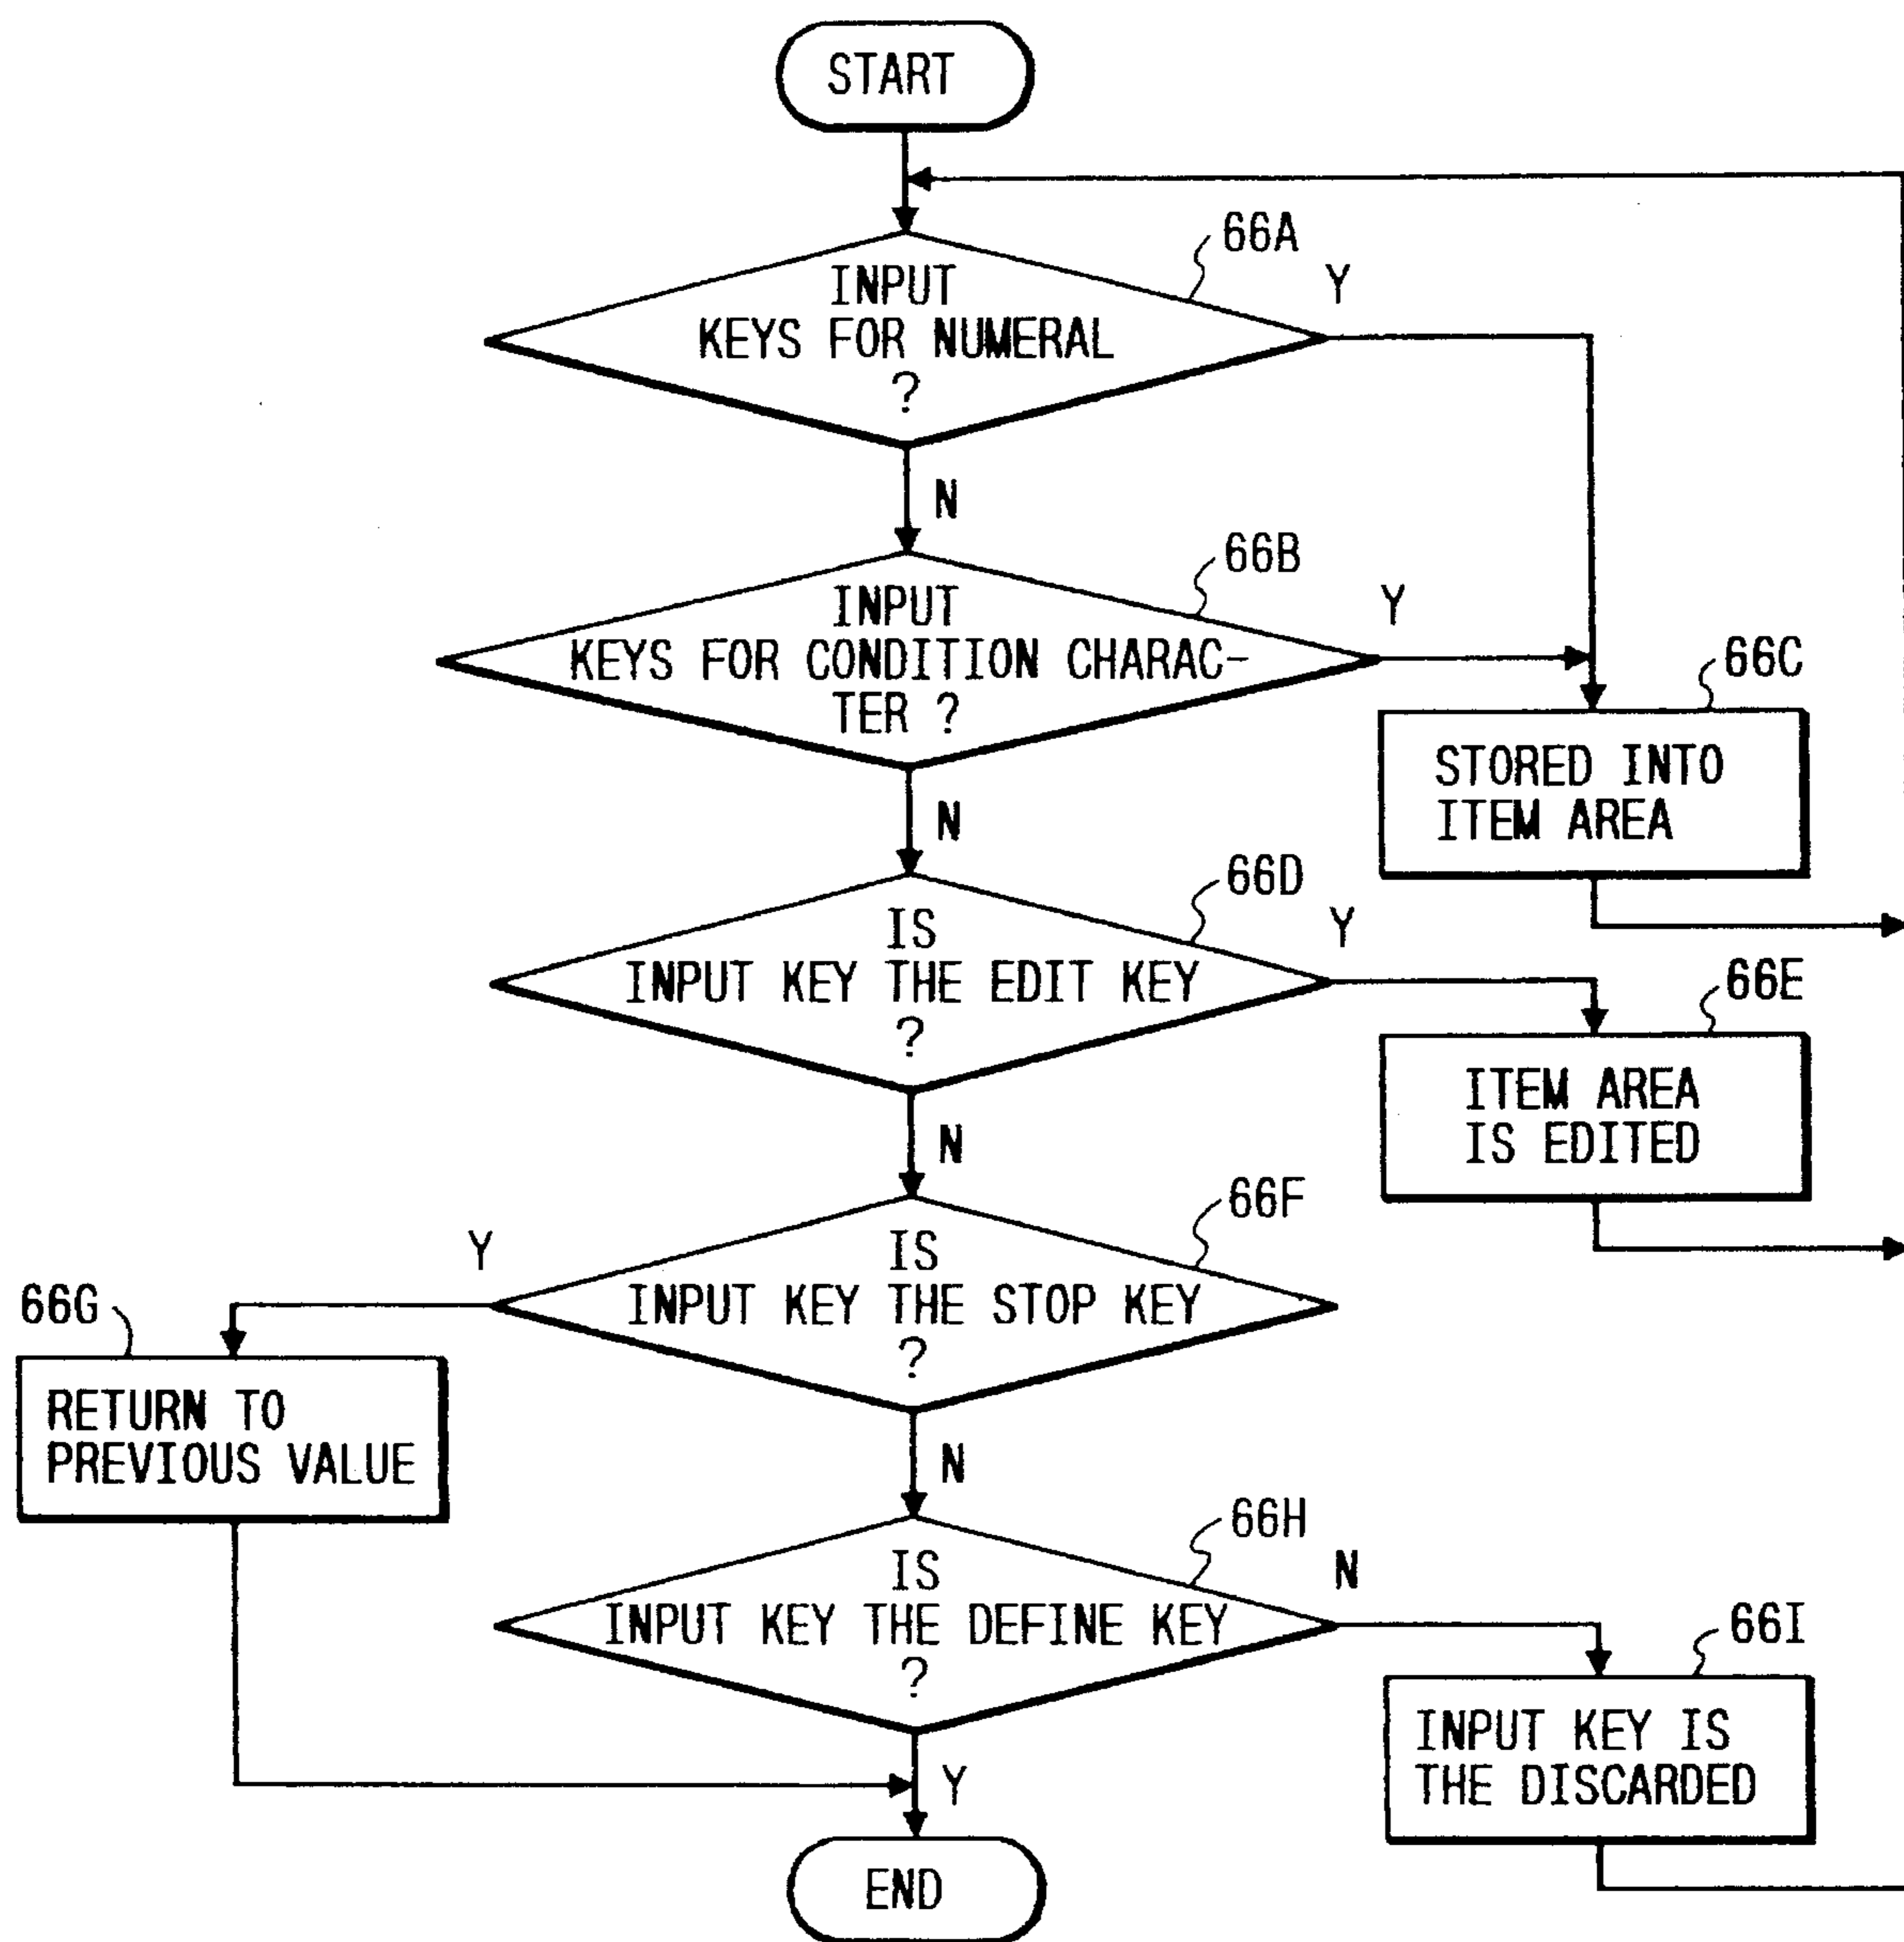 START
66A
INPUT
KEYS FOR NUMERAL
?
Y
N
66B
INPUT
KEYS FOR CONDITION CHARAC-
TER ?
Y
N
66C
STORED INTO
ITEM AREA
66D
IS
INPUT KEY THE EDIT KEY
?
Y
N
66E
ITEM AREA
IS EDITED
66F
IS
INPUT KEY THE STOP KEY
?
Y
N
66G
RETURN TO
PREVIOUS VALUE
66H
IS
INPUT KEY THE DEFINE KEY
?
N
Y
66I
INPUT KEY IS
THE DISCARDED
END